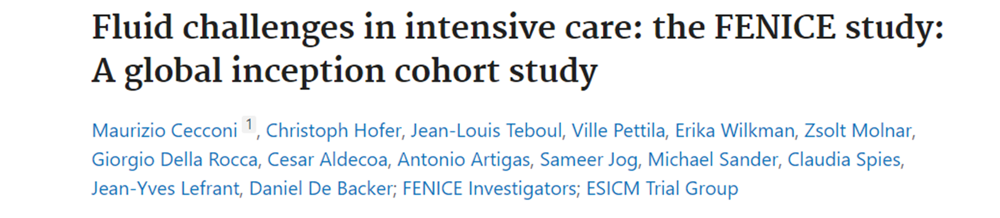 Fluid challenges in intensive care: the FENICE study:
A global inception cohort study
Maurizio Cecconi 1, Christoph Hofer, Jean-Louis Teboul, Ville Pettila, Erika Wilkman, Zsolt Molnar,
Giorgio Della Rocca, Cesar Aldecoa, Antonio Artigas, Sameer Jog, Michael Sander, Claudia Spies,
Jean-Yves Lefrant, Daniel De Backer; FENICE Investigators; ESICM Trial Group